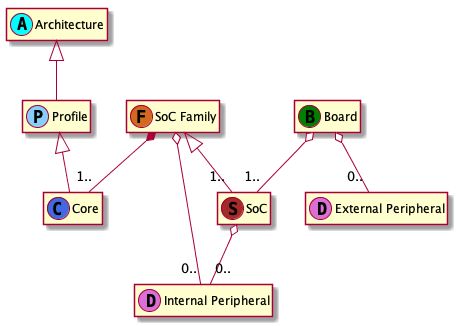 A Architecture
P Profile
F SoC Family
B Board
1..
1..
1..
0..
C Core
S SoC
D External Peripheral
0..
0..
D Internal Peripheral